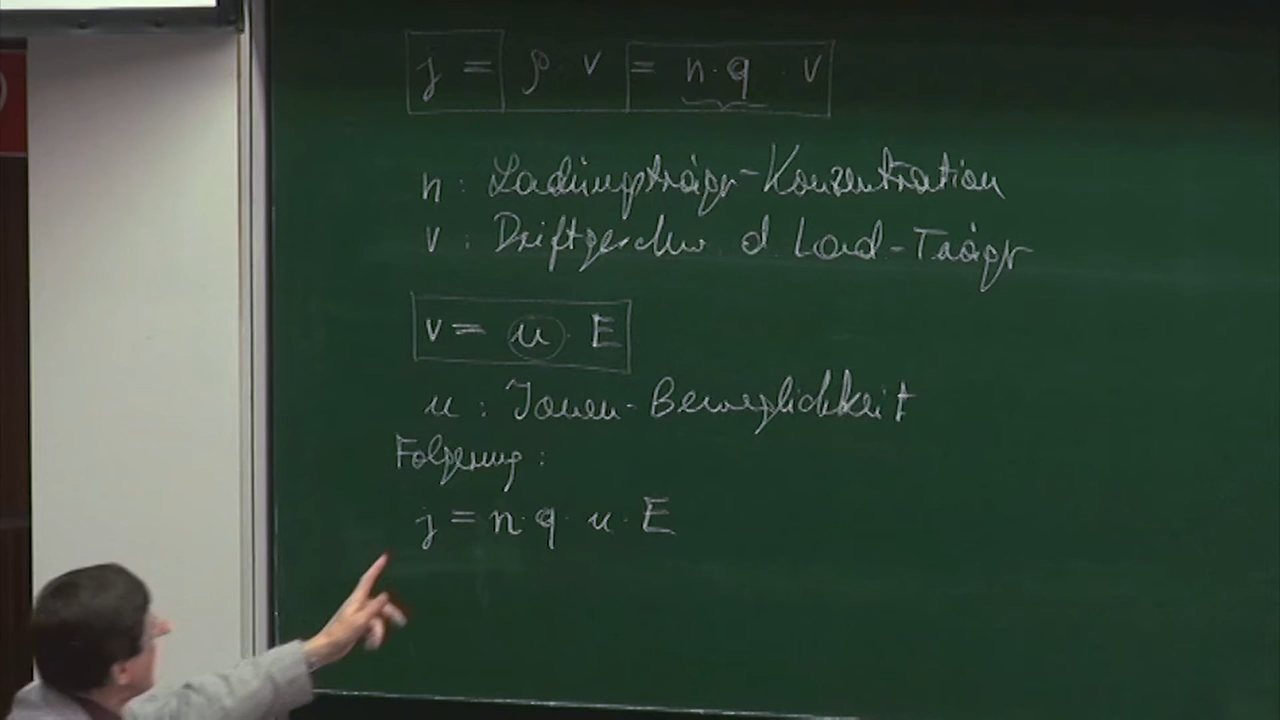 j = ρ · v = n · q · v
n : Ladungsträger-Konzentration
v : Driftgeschw. d. Lad-Träger
v = u · E
u : Ionen-Beweglichkeit
Folgerung :
j = n · q · u · E